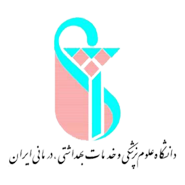 دانشگاه علوم پزشکی و خدمات بهداشتی ، درمانی ایران